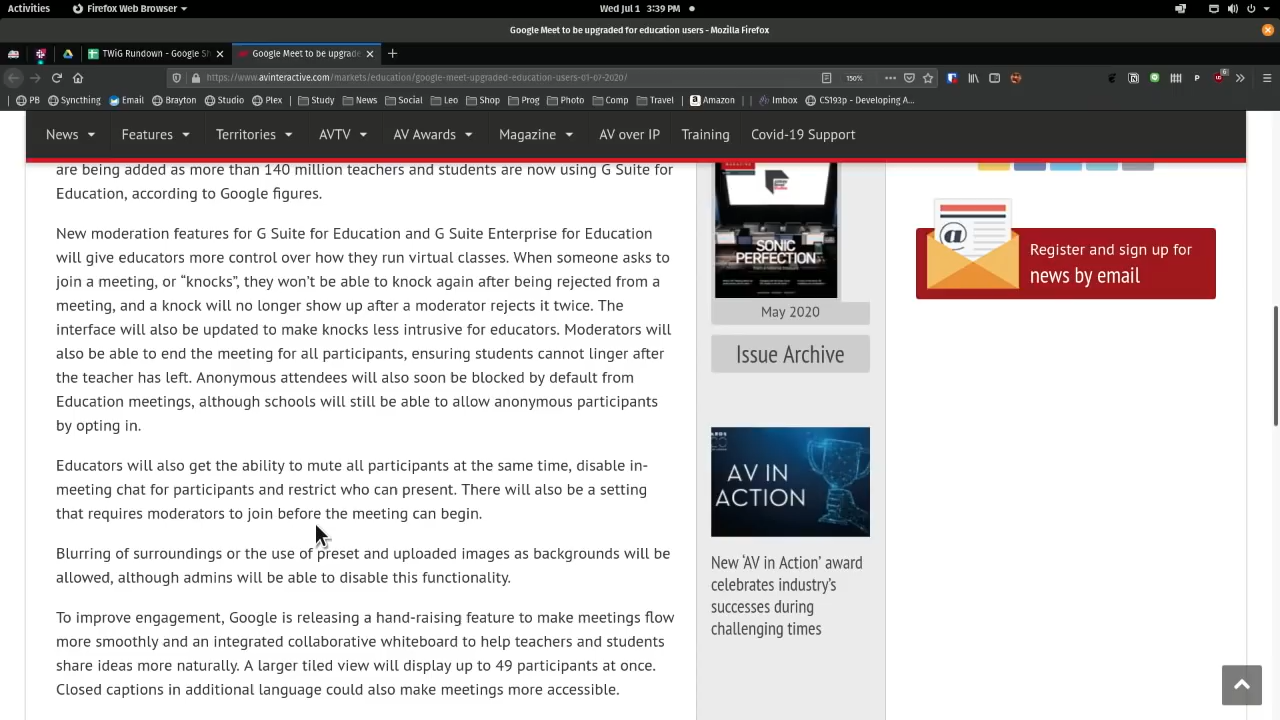 Activities
Firefox Web Browser
Wed Jul 1 3:39 PM
Google Meet to be upgraded for education users - Mozilla Firefox
TWiG Rundown - Google Sh
Google Meet to be upgrade
https://www.avinteractive.com/markets/education/google-meet-upgraded-education-users-01-07-2020/
150%
PB
Syncthing
Email
Brayton
Studio
Plex
Study
News
Social
Leo
Shop
Prog
Photo
Comp
Travel
Amazon
Imbox
CS193p - Developing A...
News
Features
Territories
AVTV
AV Awards
Magazine
AV over IP
Training
Covid-19 Support
are being added as more than 140 million teachers and students are now using G Suite for
Education, according to Google figures.
New moderation features for G Suite for Education and G Suite Enterprise for Education
will give educators more control over how they run virtual classes. When someone asks to
join a meeting, or “knocks”, they won’t be able to knock again afterbeing rejected from a
meeting, and a knock will no longer show up after a moderator rejects it twice. The
interface will also be updated to make knocks less intrusive for educators. Moderators will
also be able to end the meeting for all participants, ensuring students cannot linger after
the teacher has left. Anonymous attendees will also soon be blocked by default from
Education meetings, although schools will still be able to allow anonymous participants
by opting in.
Educators will also get the ability to mute all participants at the same time, disable in-
meeting chat for participants and restrict who can present. There will also be a setting
that requires moderators to join before the meeting can begin.
Blurring of surroundings or the use of preset and uploaded images as backgrounds will be
allowed, although admins will be able to disable this functionality.
To improve engagement, Google is releasing a hand-raising feature to make meetings flow
more smoothly and an integrated collaborative whiteboard to help teachers and students
share ideas more naturally. A larger tiled view will display up to 49 participants at once.
Closed captions in additional language could also make meetings more accessible.
SONIC
PERFECTION
May 2020
Issue Archive
AV IN
ACTION
New ‘AV in Action’ award
celebrates industry’s
successes during
challenging times
@
Register and sign up for
news by email